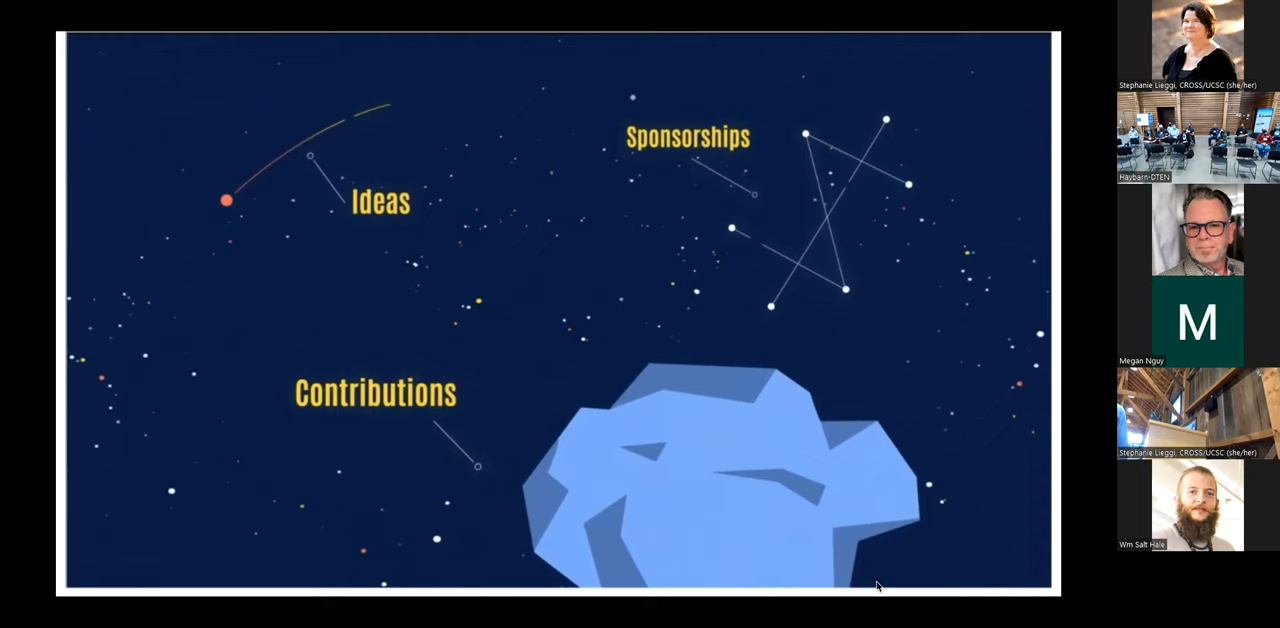 Sponsorships
Ideas
Contributions
Stephanie Lieggi, CROSS/UCSC (she/her)
Haybarn-DTEN
M
Megan Nguy
Stephanie Lieggi, CROSS/UCSC (she/her)
Wm Salt Hale